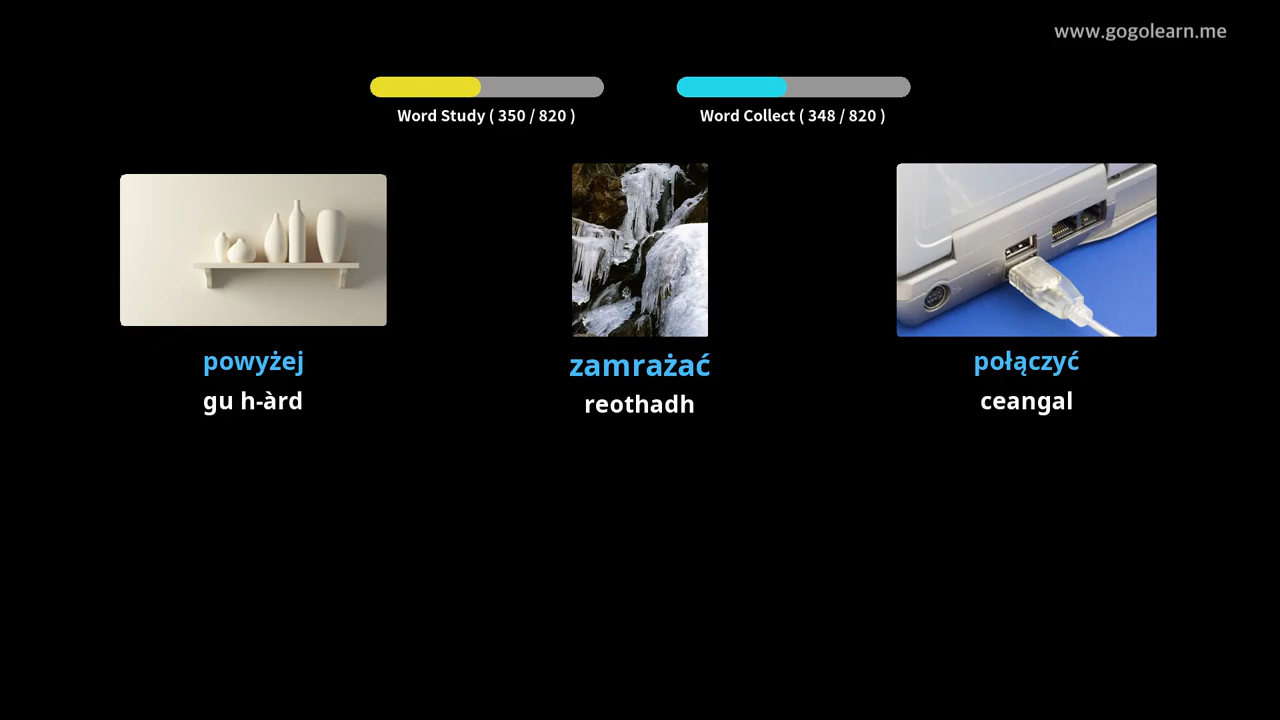 www.gogolearn.me
Word Study ( 350 / 820 )
Word Collect ( 348 / 820 )
powyżej
zamrażać
połączyć
gu h-àrd
reothadh
ceangal